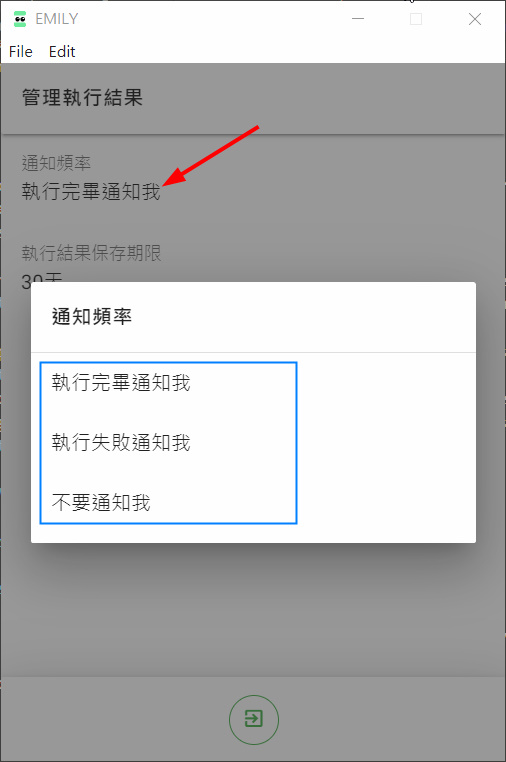 EMILY
File Edit
管理執行結果
通知頻率
執行完畢通知我
執行結果保存期限
30天
通知頻率
執行完畢通知我
執行失敗通知我
不要通知我